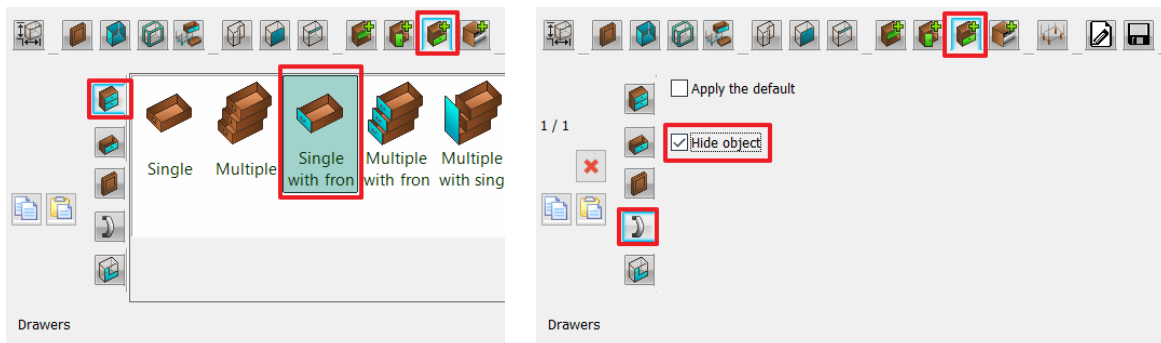 Single
Multiple
Single
with fron
Multiple
with fron
Multiple
with sing
Drawers
Apply the default
1 / 1
Hide object
Drawers